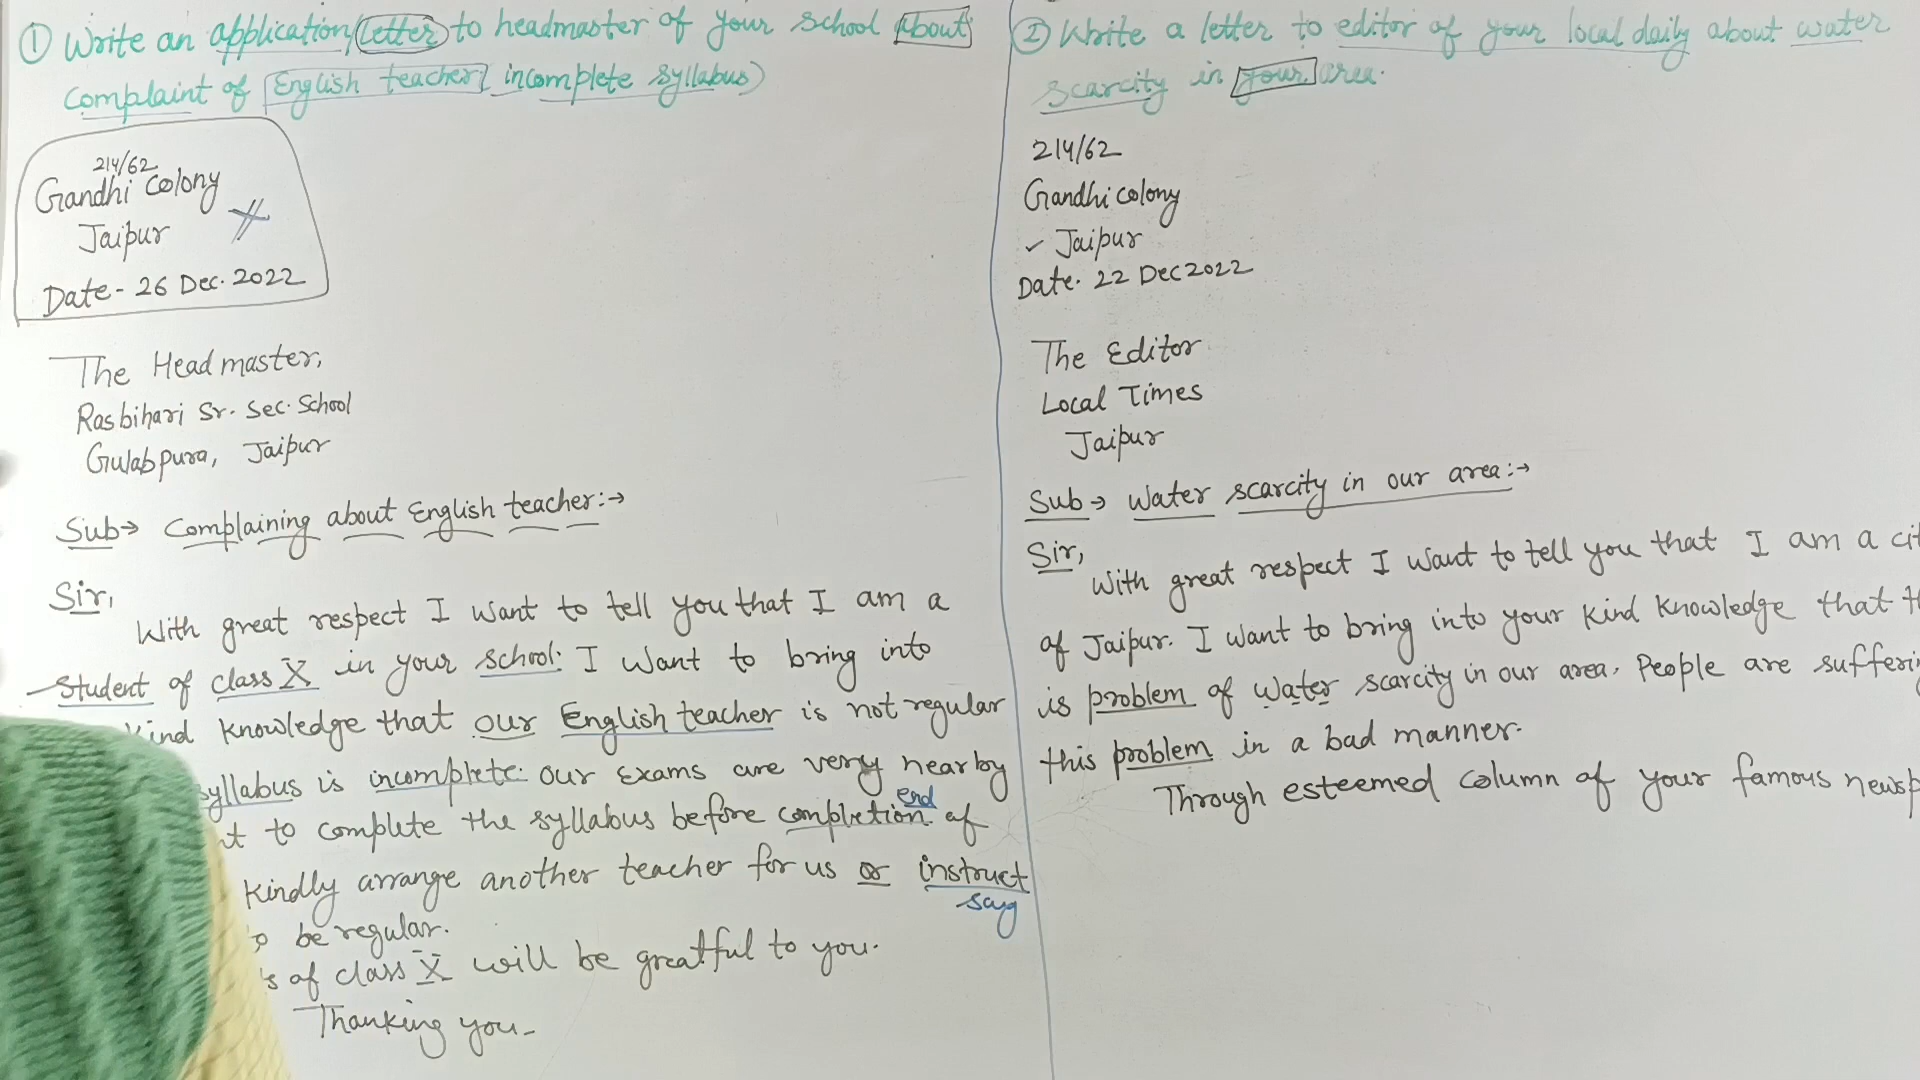 ① Write an application/Letter to headmaster of your school about
Complaint of English teacher, incomplete syllabus)
214/62
Gandhi Colony
Jaipur
Date - 26 Dec. 2022
The Head master,
Rasbihari Sr. Sec. School
Gulabpura, Jaipur
Sub→ Complaining about English teacher:→
Sir,
With great respect I want to tell you that I am a
Student of class X in your school. I want to bring into
kind knowledge that our English teacher is not regular
syllabus is incomplete. Our Exams are very nearby
to complete the syllabus before completion of
end
Kindly arrange another teacher for us or instruct
say
be regular.
of class X will be greatful to you.
Thanking you-
② Write a letter to editor of your local daily about water
scarcity in your area.
214/62
Gandhi colony
Jaipur
Date. 22 Dec 2022
The Editor
Local Times
Jaipur
Sub→ Water scarcity in our area:→
Sir,
With great respect I want to tell you that I am a
of Jaipur. I want to bring into your kind knowledge that
is problem of water scarcity in our area. People are
this problem in a bad manner.
Through esteemed column of your famous